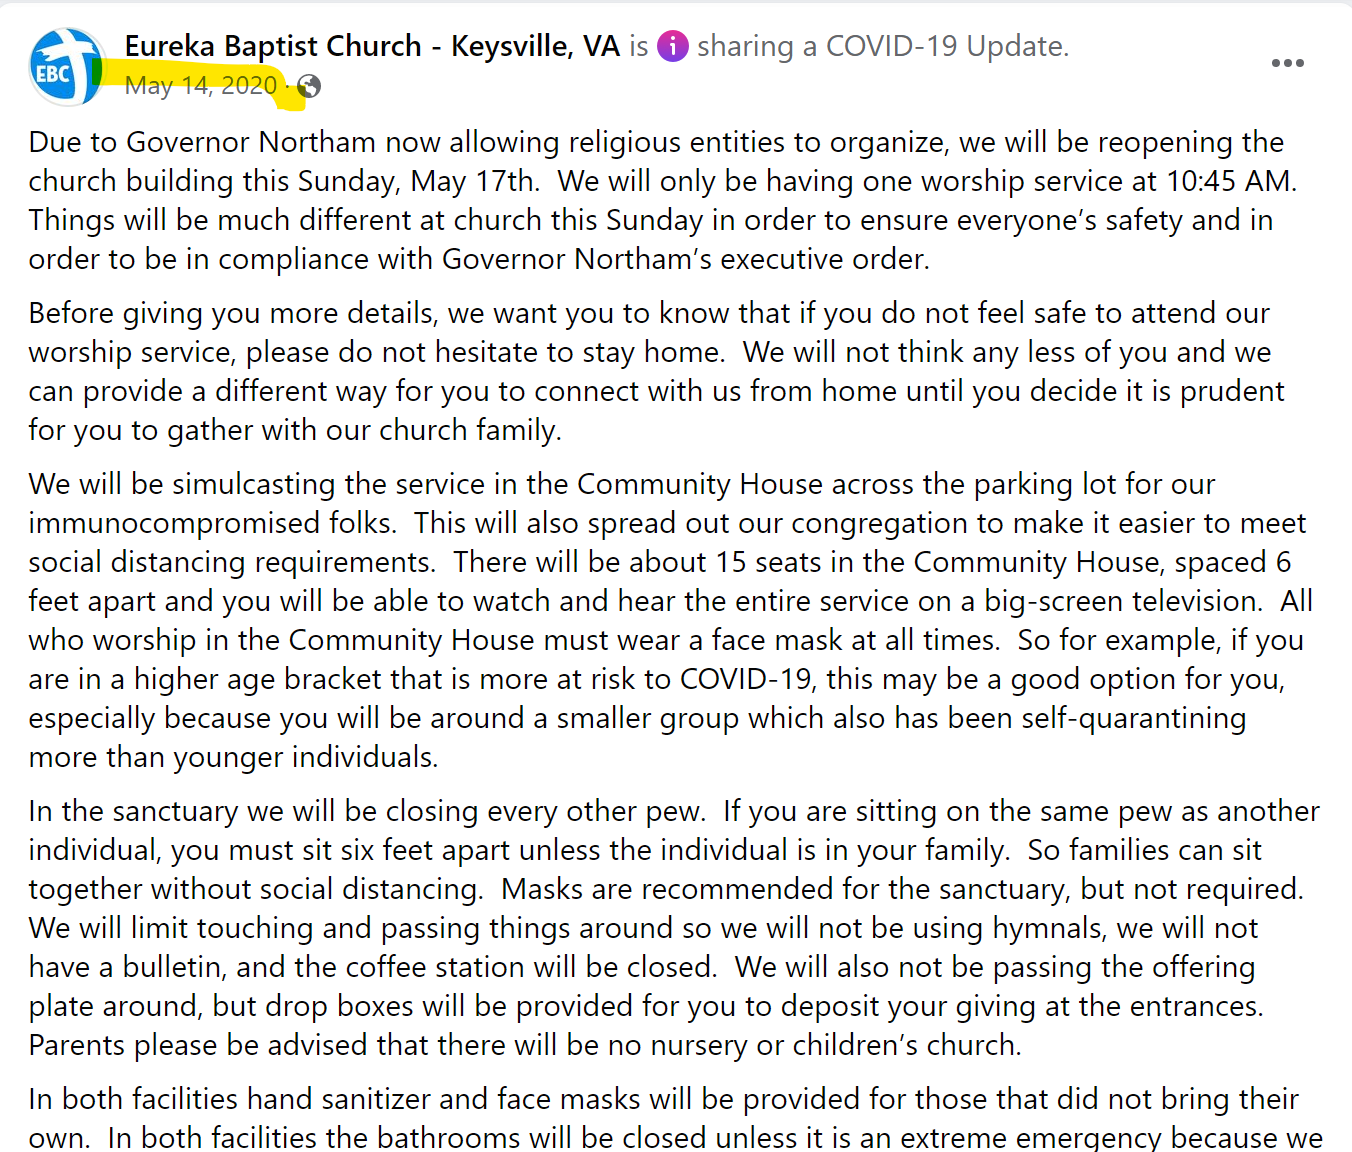 Eureka Baptist Church - Keysville, VA is i sharing a COVID-19 Update.
EBC
May 14, 2020 ·
Due to Governor Northam now allowing religious entities to organize, we will be reopening the
church building this Sunday, May 17th.  We will only be having one worship service at 10:45 AM.
Things will be much different at church this Sunday in order to ensure everyone’s safety and in
order to be in compliance with Governor Northam’s executive order.
Before giving you more details, we want you to know that if you do not feel safe to attend our
worship service, please do not hesitate to stay home.  We will not think any less of you and we
can provide a different way for you to connect with us from home until you decide it is prudent
for you to gather with our church family.
We will be simulcasting the service in the Community House across the parking lot for our
immunocompromised folks.  This will also spread out our congregation to make it easier to meet
social distancing requirements.  There will be about 15 seats in the Community House, spaced 6
feet apart and you will be able to watch and hear the entire service on a big-screen television.  All
who worship in the Community House must wear a face mask at all times.  So for example, if you
are in a higher age bracket that is more at risk to COVID-19, this may be a good option for you,
especially because you will be around a smaller group which also has been self-quarantining
more than younger individuals.
In the sanctuary we will be closing every other pew.  If you are sitting on the same pew as another
individual, you must sit six feet apart unless the individual is in your family.  So families can sit
together without social distancing.  Masks are recommended for the sanctuary, but not required.
We will limit touching and passing things around so we will not be using hymnals, we will not
have a bulletin, and the coffee station will be closed.  We will also not be passing the offering
plate around, but drop boxes will be provided for you to deposit your giving at the entrances.
Parents please be advised that there will be no nursery or children’s church.
In both facilities hand sanitizer and face masks will be provided for those that did not bring their
own.  In both facilities the bathrooms will be closed unless it is an extreme emergency because we